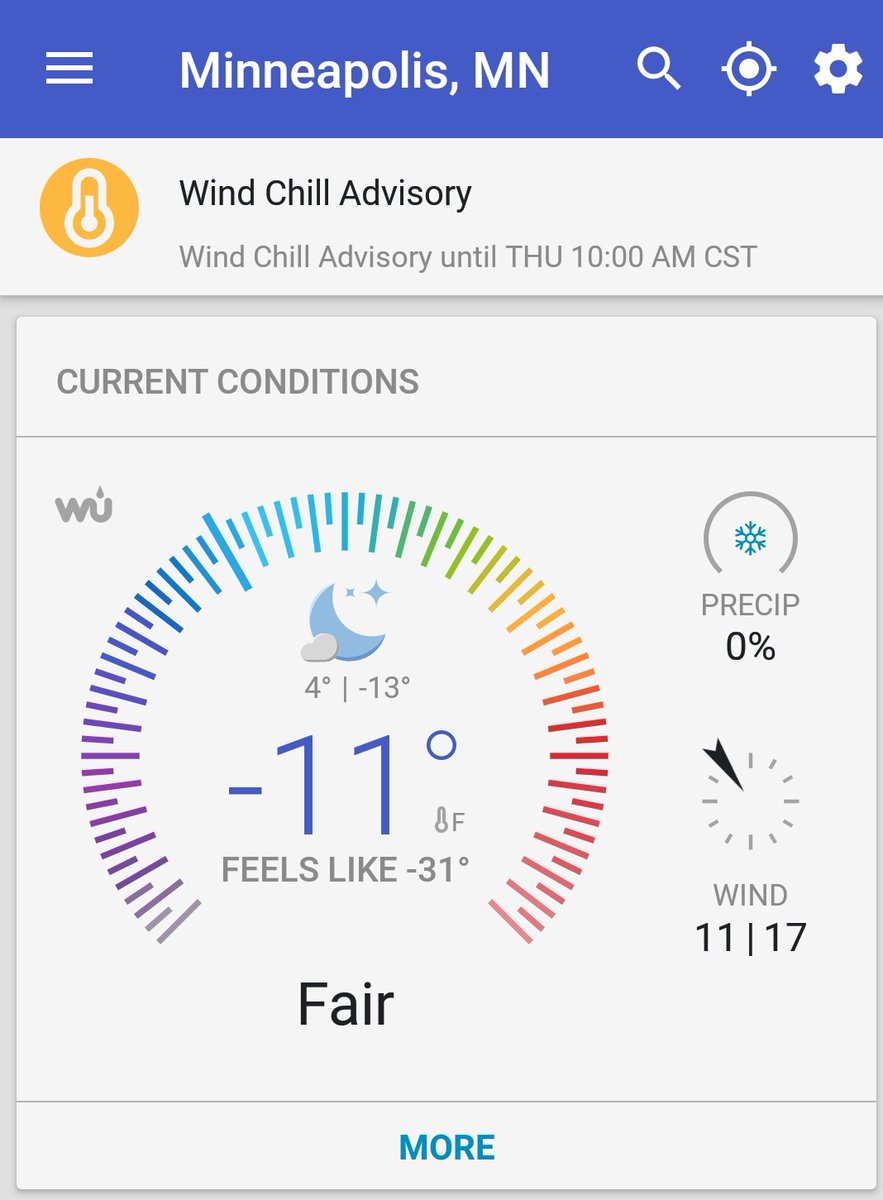 Minneapolis, MN
Wind Chill Advisory
Wind Chill Advisory until THU 10:00 AM CST
CURRENT CONDITIONS
wu
4° | -13°
-11°
F
FEELS LIKE -31°
Fair
PRECIP
0%
WIND
11 | 17
MORE